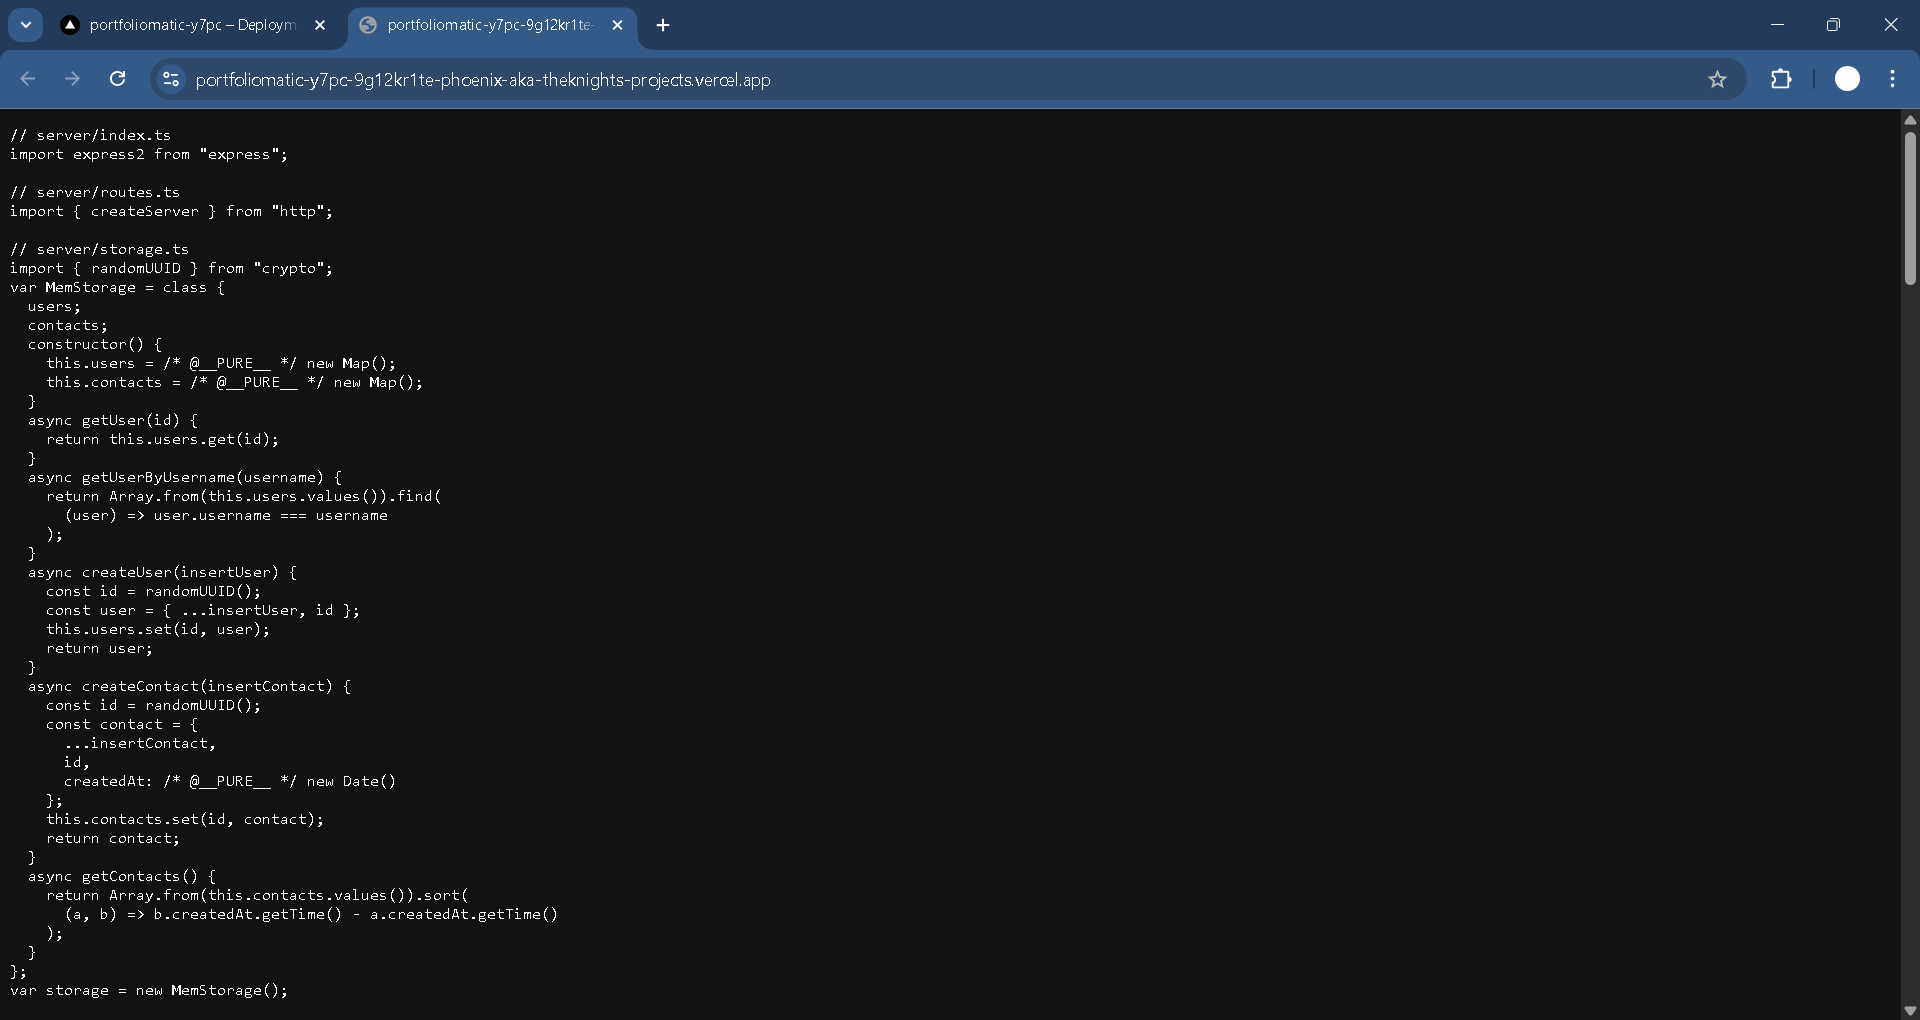 portfoliomatic-y7pc – Deploym
portfoliomatic-y7pc-9g12kr1te-
portfoliomatic-y7pc-9g12kr1te-phoenix-aka-theknights-projects.vercel.app
// server/index.ts
import express2 from "express";
// server/routes.ts
import { createServer } from "http";
// server/storage.ts
import { randomUUID } from "crypto";
var MemStorage = class {
  users;
  contacts;
  constructor() {
    this.users = /* @__PURE__ */ new Map();
    this.contacts = /* @__PURE__ */ new Map();
  }
  async getUser(id) {
    return this.users.get(id);
  }
  async getUserByUsername(username) {
    return Array.from(this.users.values()).find(
      (user) => user.username === username
    );
  }
  async createUser(insertUser) {
    const id = randomUUID();
    const user = { ...insertUser, id };
    this.users.set(id, user);
    return user;
  }
  async createContact(insertContact) {
    const id = randomUUID();
    const contact = {
      ...insertContact,
      id,
      createdAt: /* @__PURE__ */ new Date()
    };
    this.contacts.set(id, contact);
    return contact;
  }
  async getContacts() {
    return Array.from(this.contacts.values()).sort(
      (a, b) => b.createdAt.getTime() - a.createdAt.getTime()
    );
  }
};
var storage = new MemStorage();